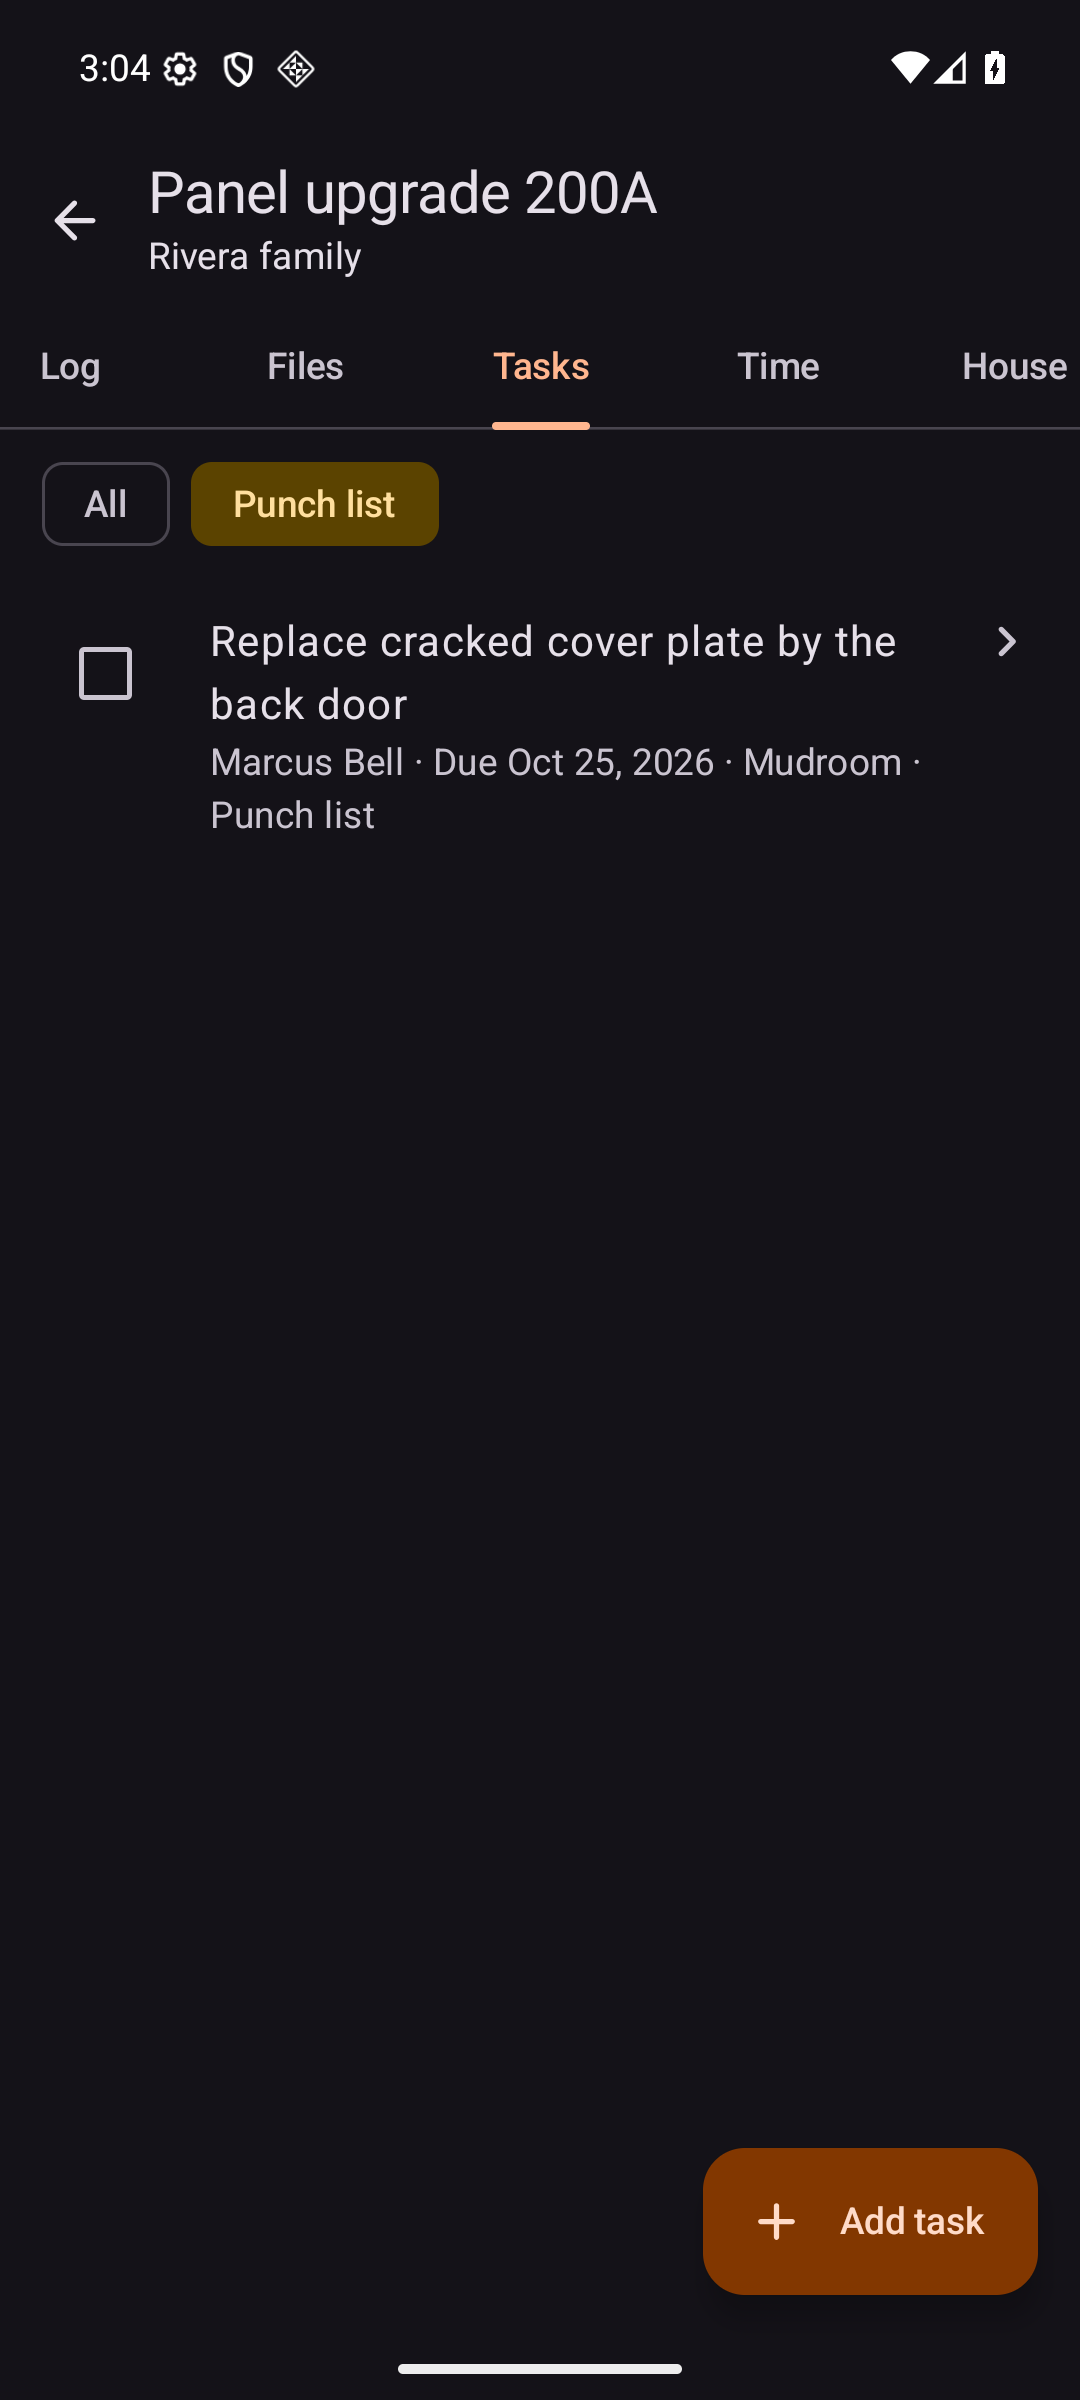 3:04
Panel upgrade 200A
Rivera family
Log Files Tasks Time House
All Punch list
Replace cracked cover plate by the
back door
Marcus Bell · Due Oct 25, 2026 · Mudroom ·
Punch list
Add task